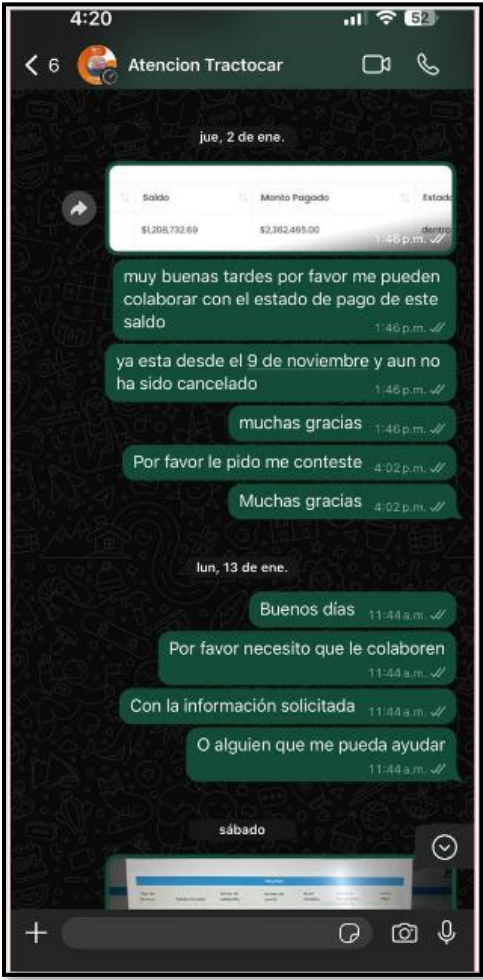 4:20
52
6 Atencion Tractocar
jue, 2 de ene.
Saldo Monto Pagado Estado
$1,208,732.69 $2,362,465.00 dentro
1:46 p.m.
muy buenas tardes por favor me pueden
colaborar con el estado de pago de este
saldo
1:46 p.m.
ya esta desde el 9 de noviembre y aun no
ha sido cancelado
1:46 p.m.
muchas gracias 1:46 p.m.
Por favor le pido me conteste 4:02 p.m.
Muchas gracias 4:02 p.m.
lun, 13 de ene.
Buenos días 11:44 a.m.
Por favor necesito que le colaboren
11:44 a.m.
Con la información solicitada 11:44 a.m.
O alguien que me pueda ayudar
11:44 a.m.
sábado